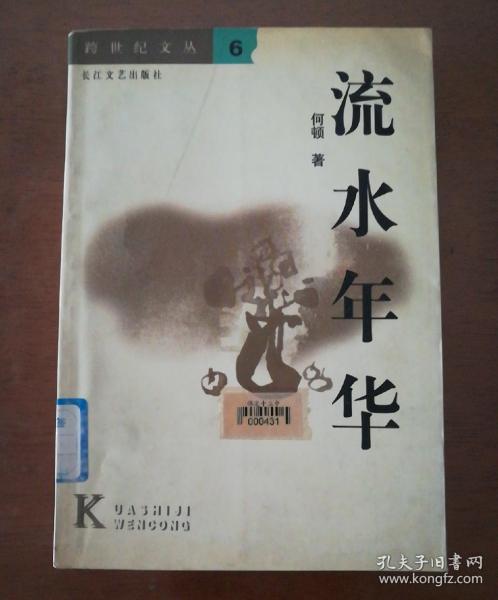 跨世纪文丛 6
长江文艺出版社
流水年华
何顿 著
000431
KUASHIJI
WENCONG
孔夫子旧书网
www.kongfz.com